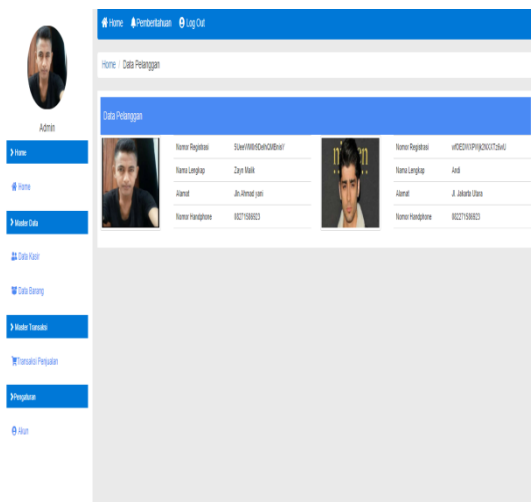 Home Pemberitahuan Log Out
Home / Data Pelanggan
Admin
Home
Home
Master Data
Data Kasir
Data Barang
Master Transaksi
Transaksi Penjualan
Pengaturan
Akun
Data Pelanggan
Nomor Registrasi
Nama Lengkap Zayn Malik
Alamat Jln Ahmad yani
Nomor Handphone 82271586923
Nomor Registrasi
Nama Lengkap Andi
Alamat Jl. Jakarta Utara
Nomor Handphone 82271586923